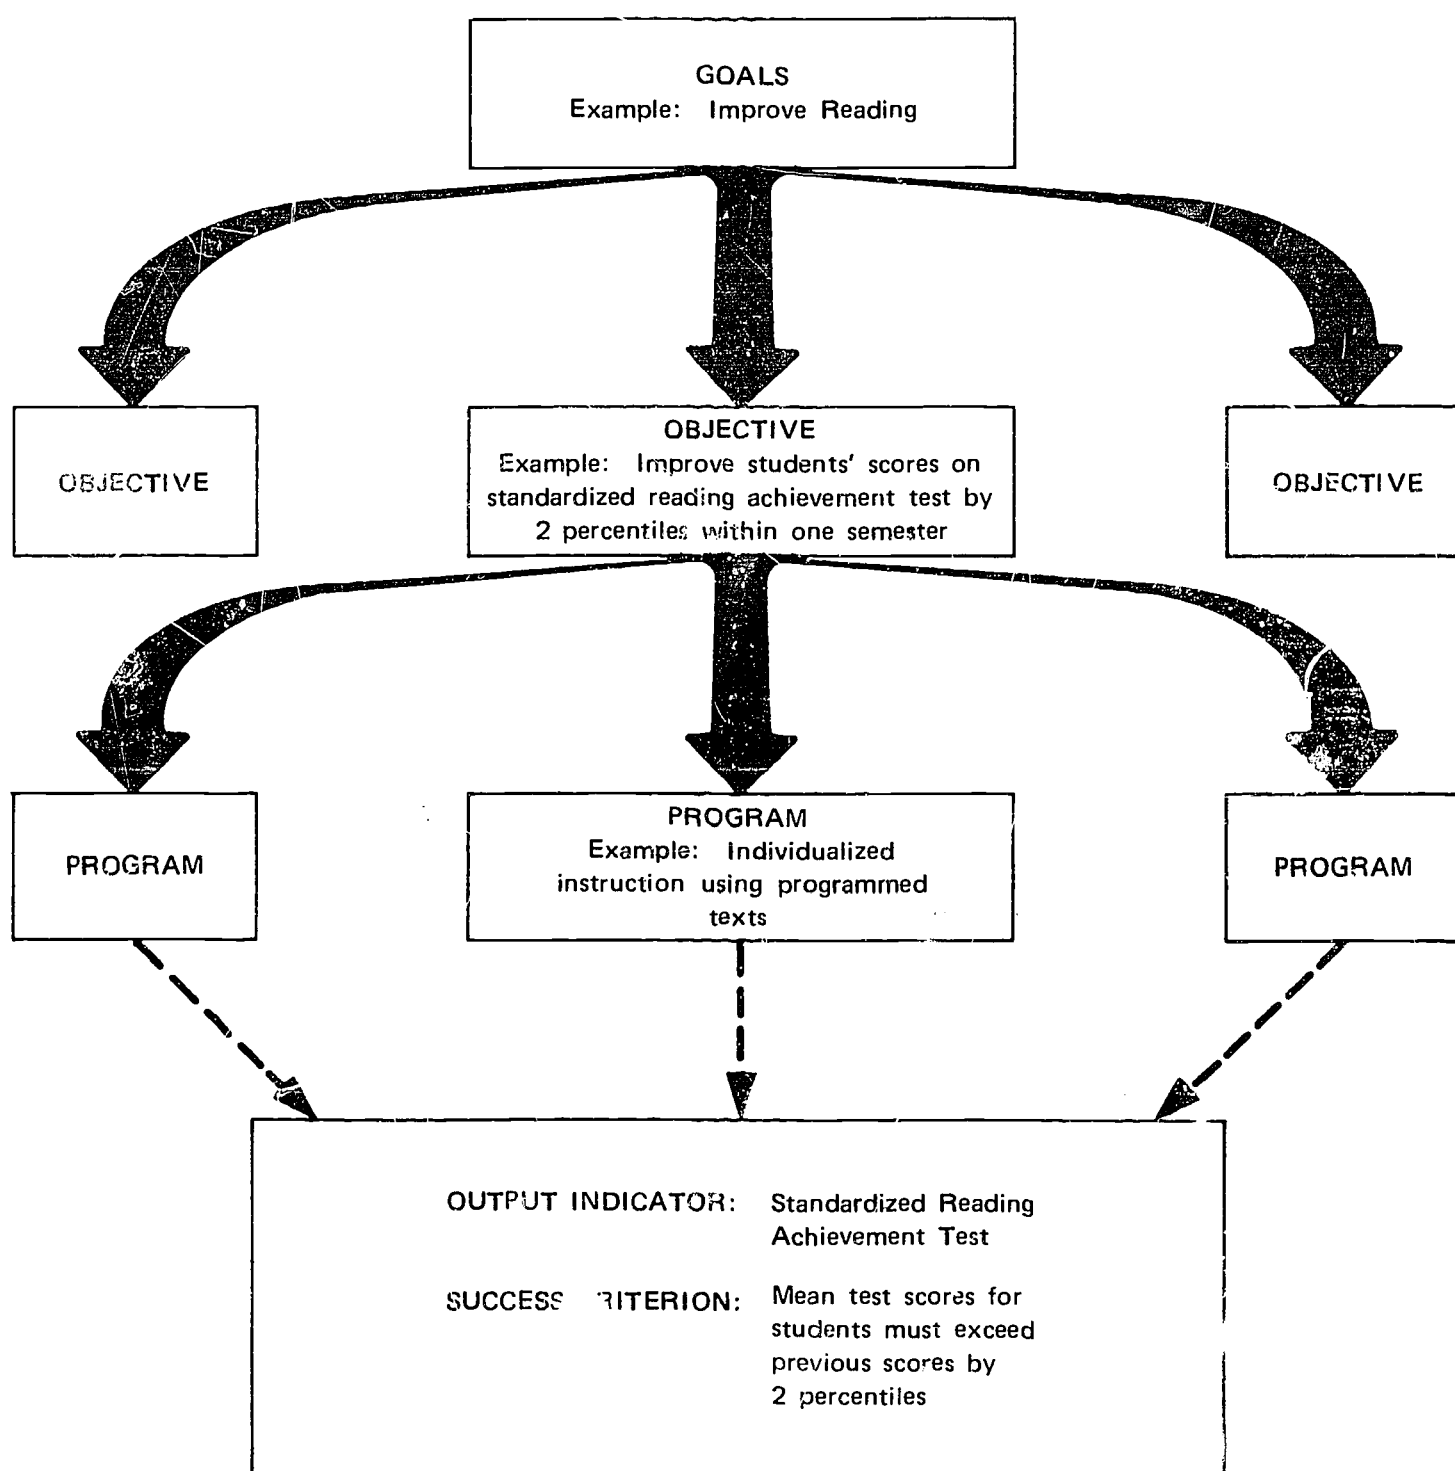 GOALS
Example: Improve Reading
OBJECTIVE
OBJECTIVE
Example: Improve students' scores on
standardized reading achievement test by
2 percentiles within one semester
OBJECTIVE
PROGRAM
PROGRAM
Example: Individualized
instruction using programmed
texts
PROGRAM
OUTPUT INDICATOR: Standardized Reading
Achievement Test
SUCCESS RITERION: Mean test scores for
students must exceed
previous scores by
2 percentiles